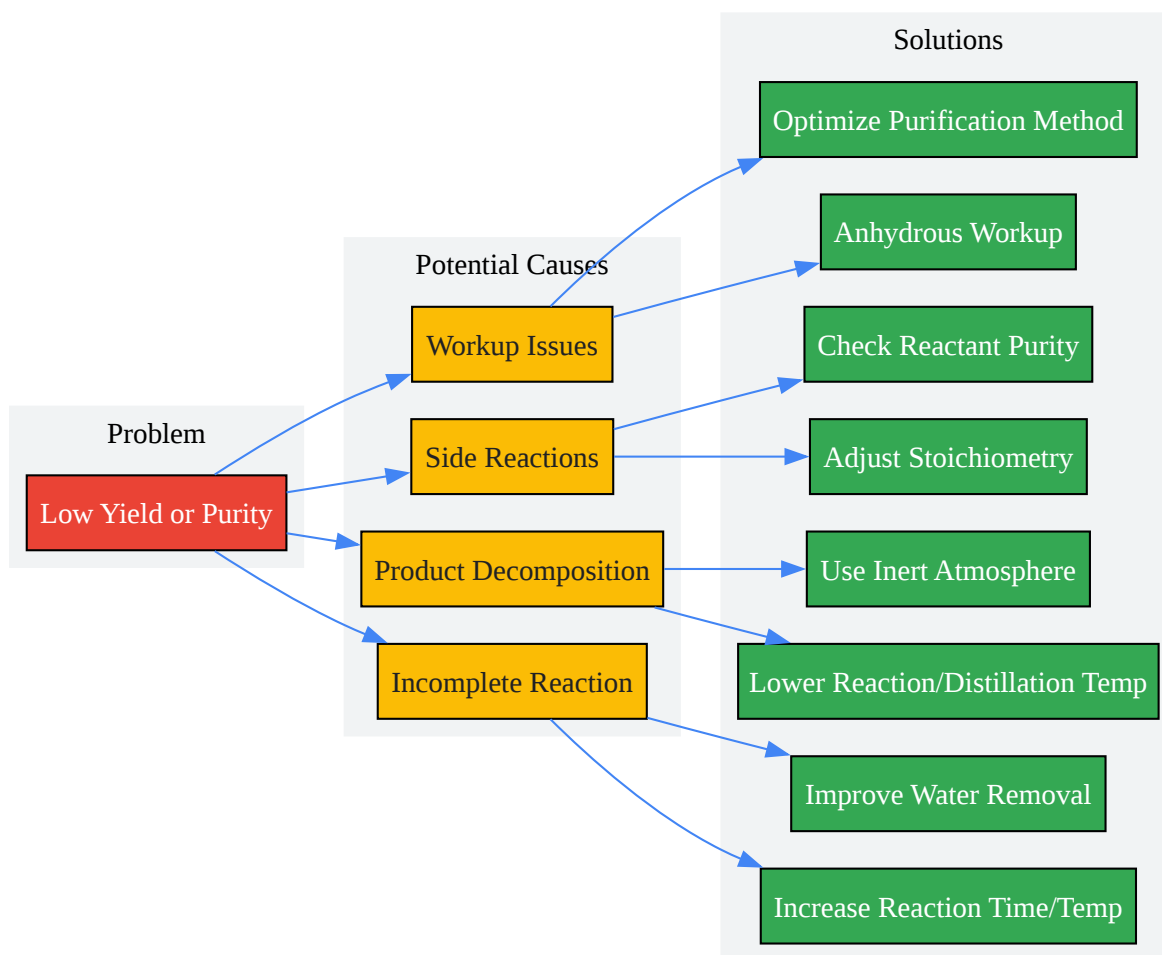 Problem
Low Yield or Purity
Potential Causes
Workup Issues
Side Reactions
Product Decomposition
Incomplete Reaction
Solutions
Optimize Purification Method
Anhydrous Workup
Check Reactant Purity
Adjust Stoichiometry
Use Inert Atmosphere
Lower Reaction/Distillation Temp
Improve Water Removal
Increase Reaction Time/Temp